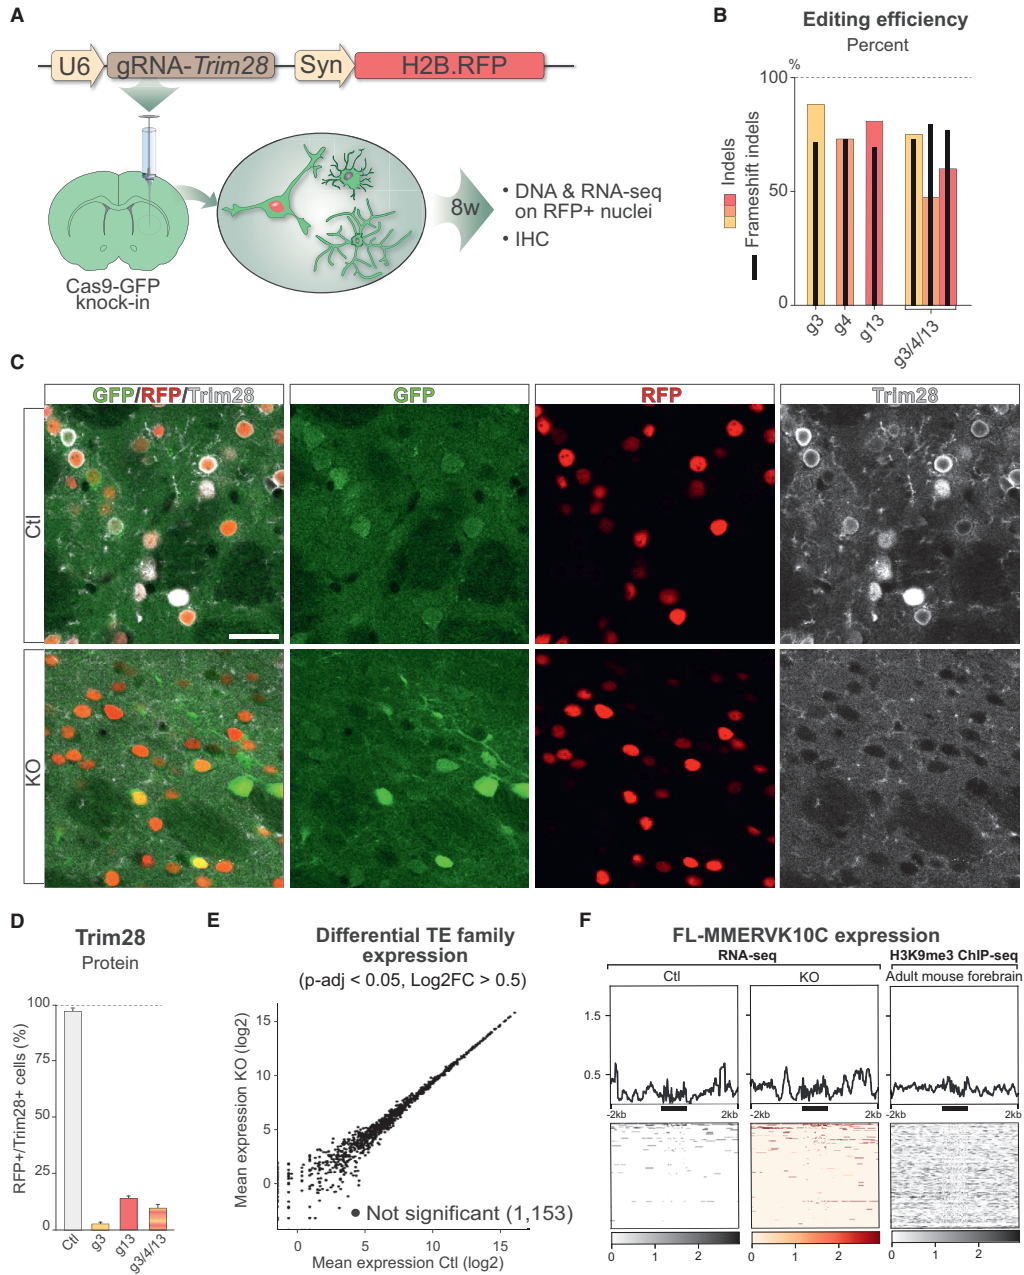 A
U6
gRNA-Trim28
Syn
H2B.RFP
Cas9-GFP
knock-in
8w
• DNA & RNA-seq
on RFP+ nuclei
• IHC
B
Editing efficiency
Percent
%
100
50
0
Indels
Frameshift indels
g3
g4
g13
g3/4/13
C
GFP/RFP/Trim28
GFP
RFP
Trim28
Ctl
KO
D
Trim28
Protein
RFP+/Trim28+ cells (%)
100
75
50
25
0
Ctl
g3
g13
g3/4/13
E
Differential TE family
expression
(p-adj < 0.05, Log2FC > 0.5)
Mean expression KO (log2)
15
10
5
0
Not significant (1,153)
0
5
10
15
Mean expression Ctl (log2)
F
FL-MMERVK10C expression
RNA-seq
H3K9me3 ChIP-seq
Ctl
KO
Adult mouse forebrain
1.5
0.5
-2kb
2kb
-2kb
2kb
-2kb
2kb
0
1
2
0
1
2
0
1
2